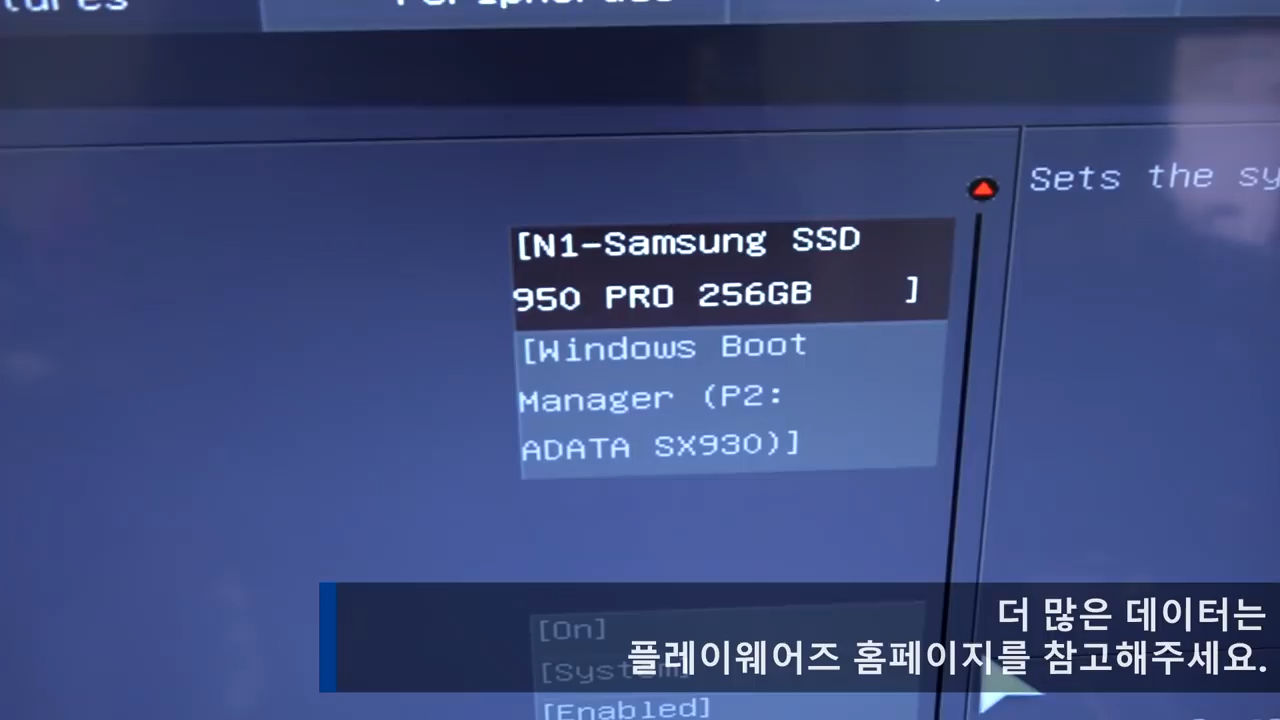 Sets the
[N1-Samsung SSD
950 PRO 256GB ]
[Windows Boot
Manager (P2:
ADATA SX930)]
[On]
[System]
[Enabled]
더 많은 데이터는
플레이웨어즈 홈페이지를 참고해주세요.